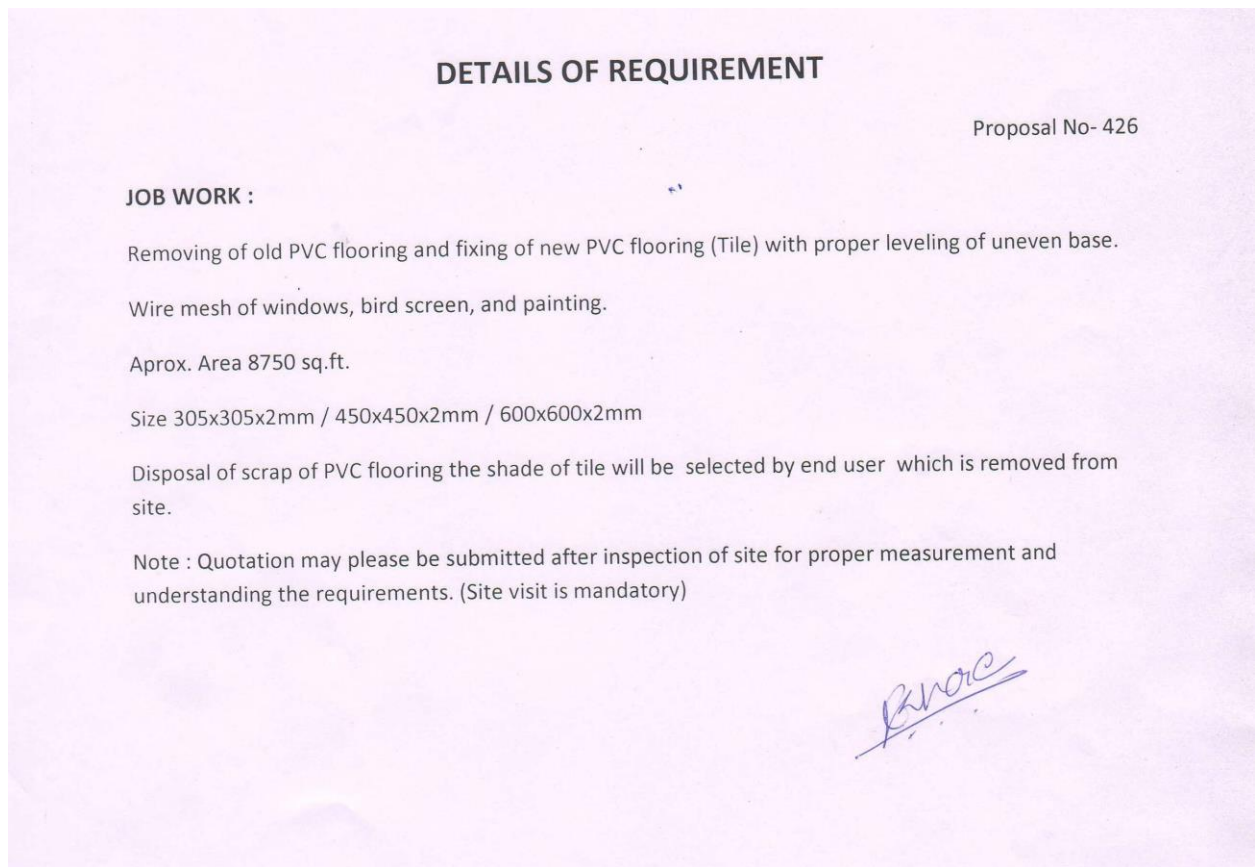 DETAILS OF REQUIREMENT
Proposal No- 426
JOB WORK :
Removing of old PVC flooring and fixing of new PVC flooring (Tile) with proper leveling of uneven base.
Wire mesh of windows, bird screen, and painting.
Aprox. Area 8750 sq.ft.
Size 305x305x2mm / 450x450x2mm / 600x600x2mm
Disposal of scrap of PVC flooring the shade of tile will be selected by end user which is removed from
site.
Note : Quotation may please be submitted after inspection of site for proper measurement and
understanding the requirements. (Site visit is mandatory)